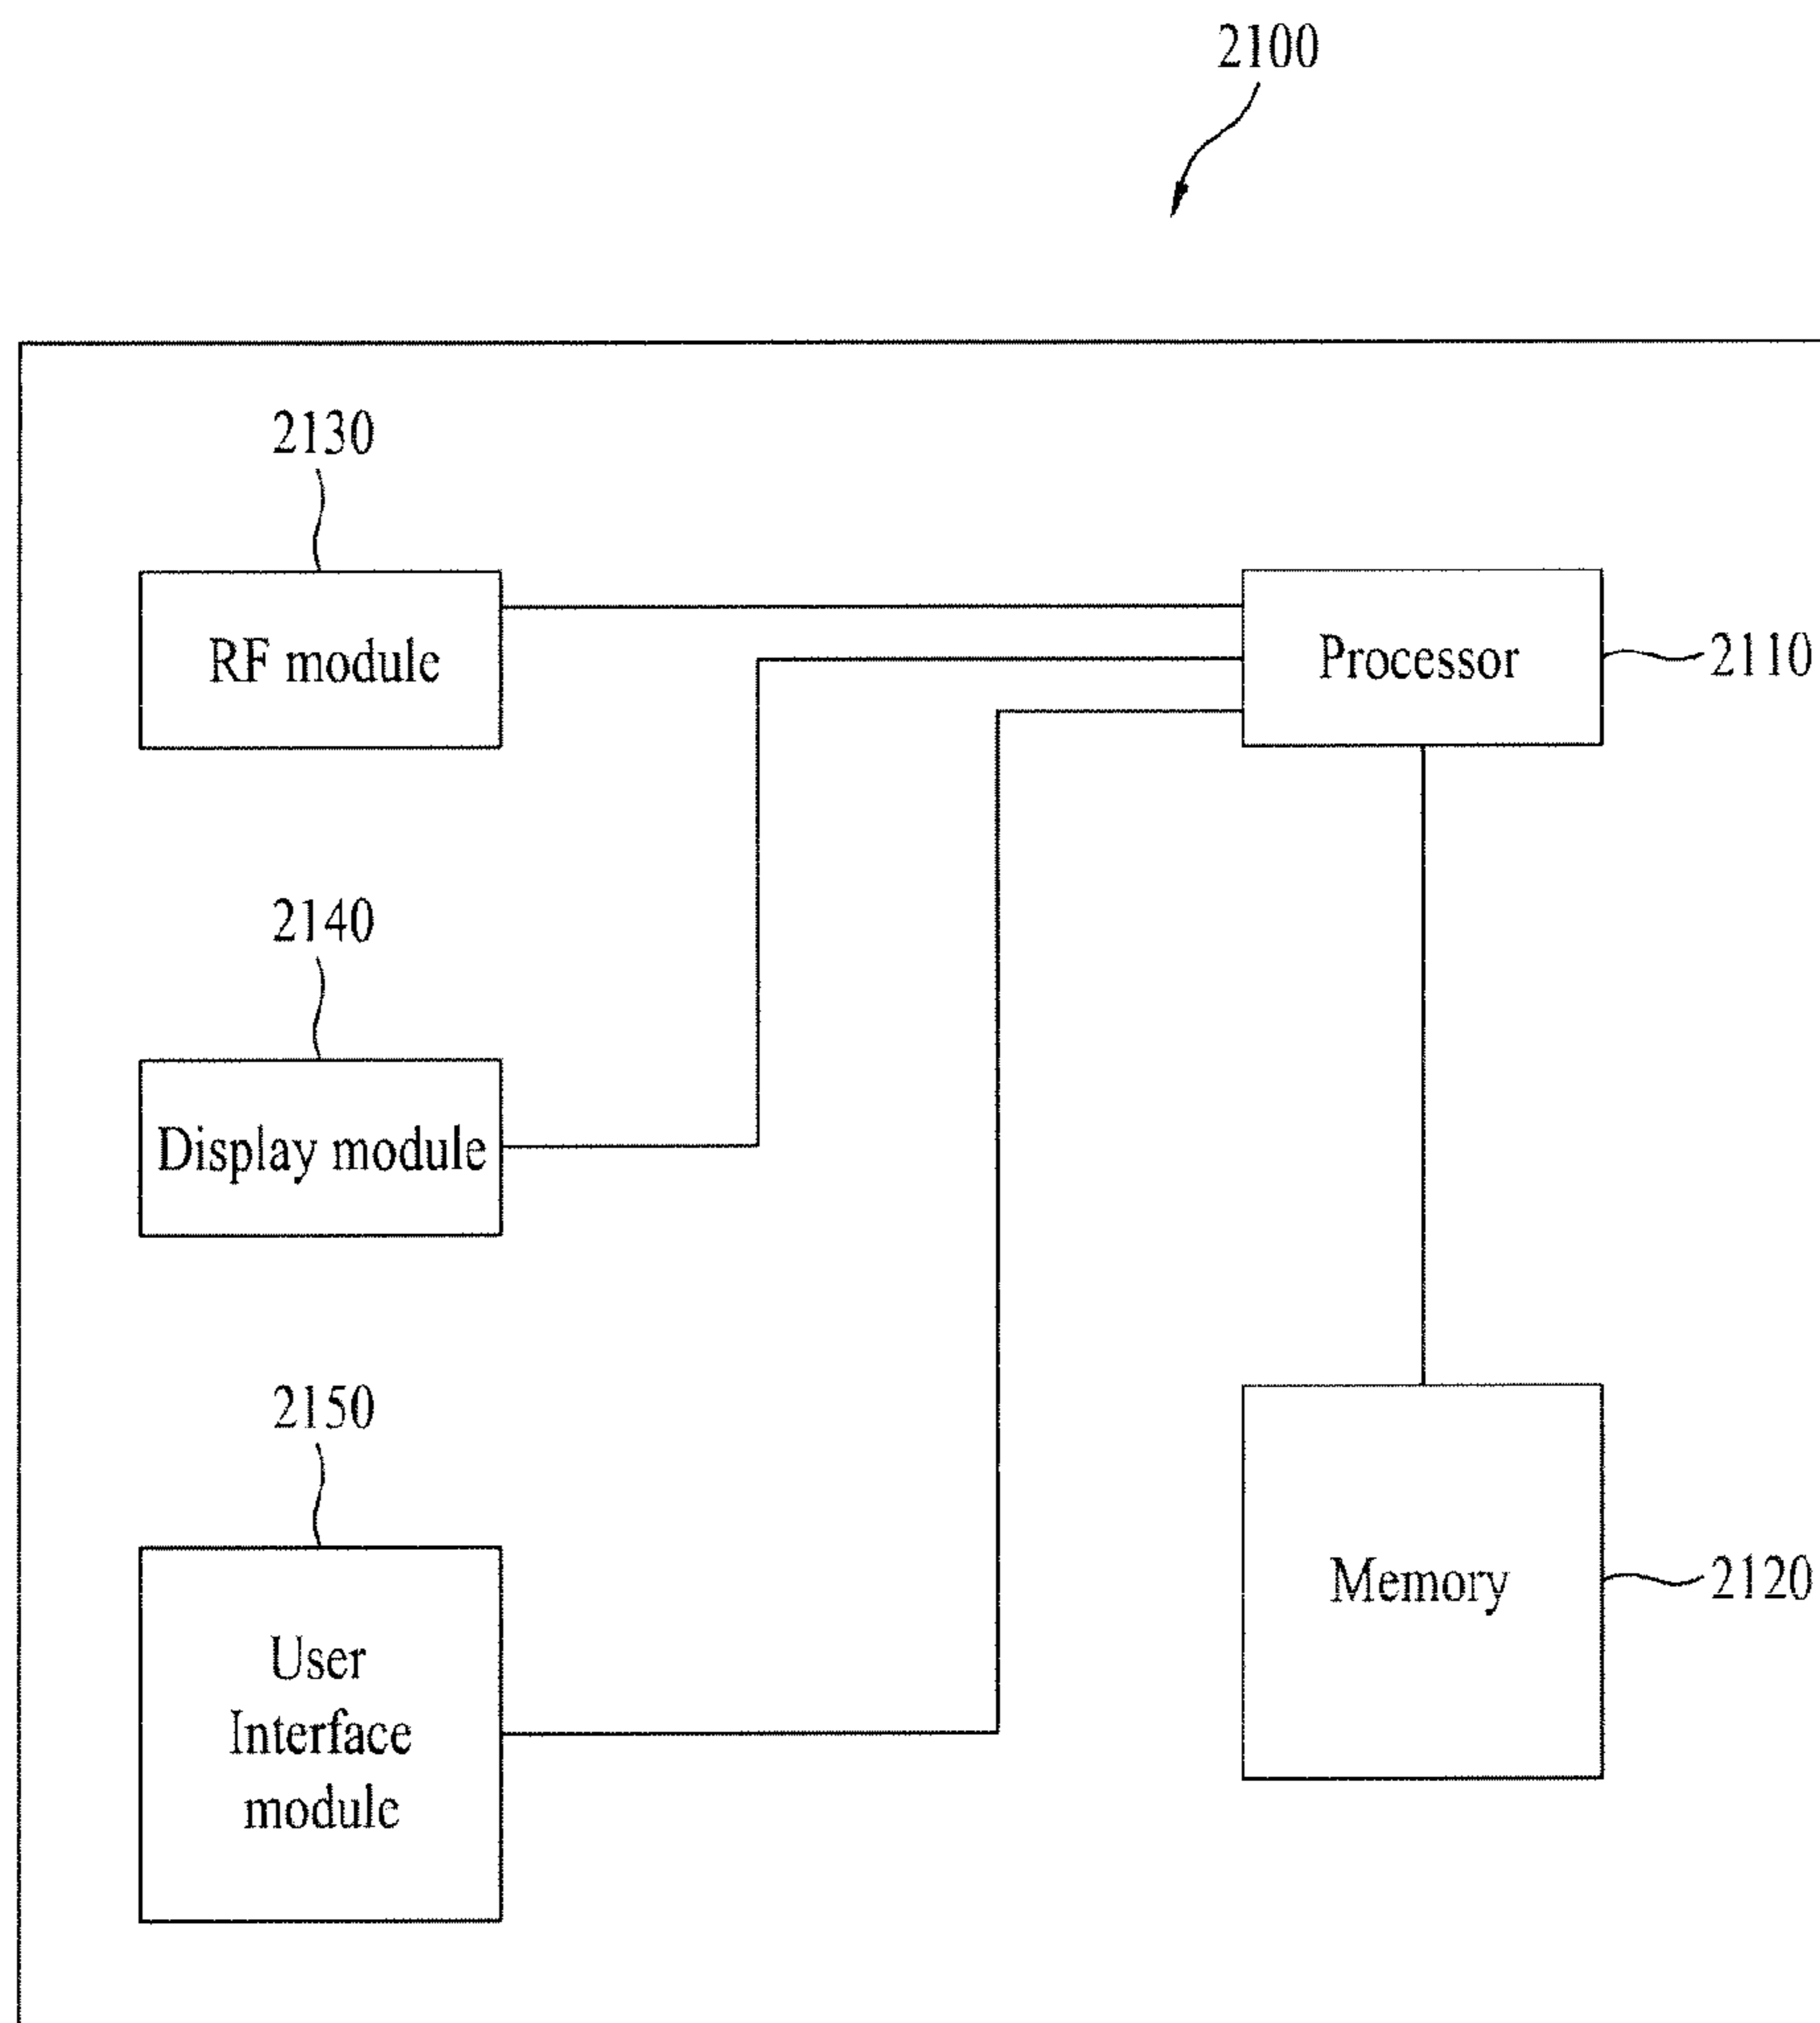 2100
2130
RF module
Processor
2110
2140
Display module
2150
User
Interface
module
Memory
2120